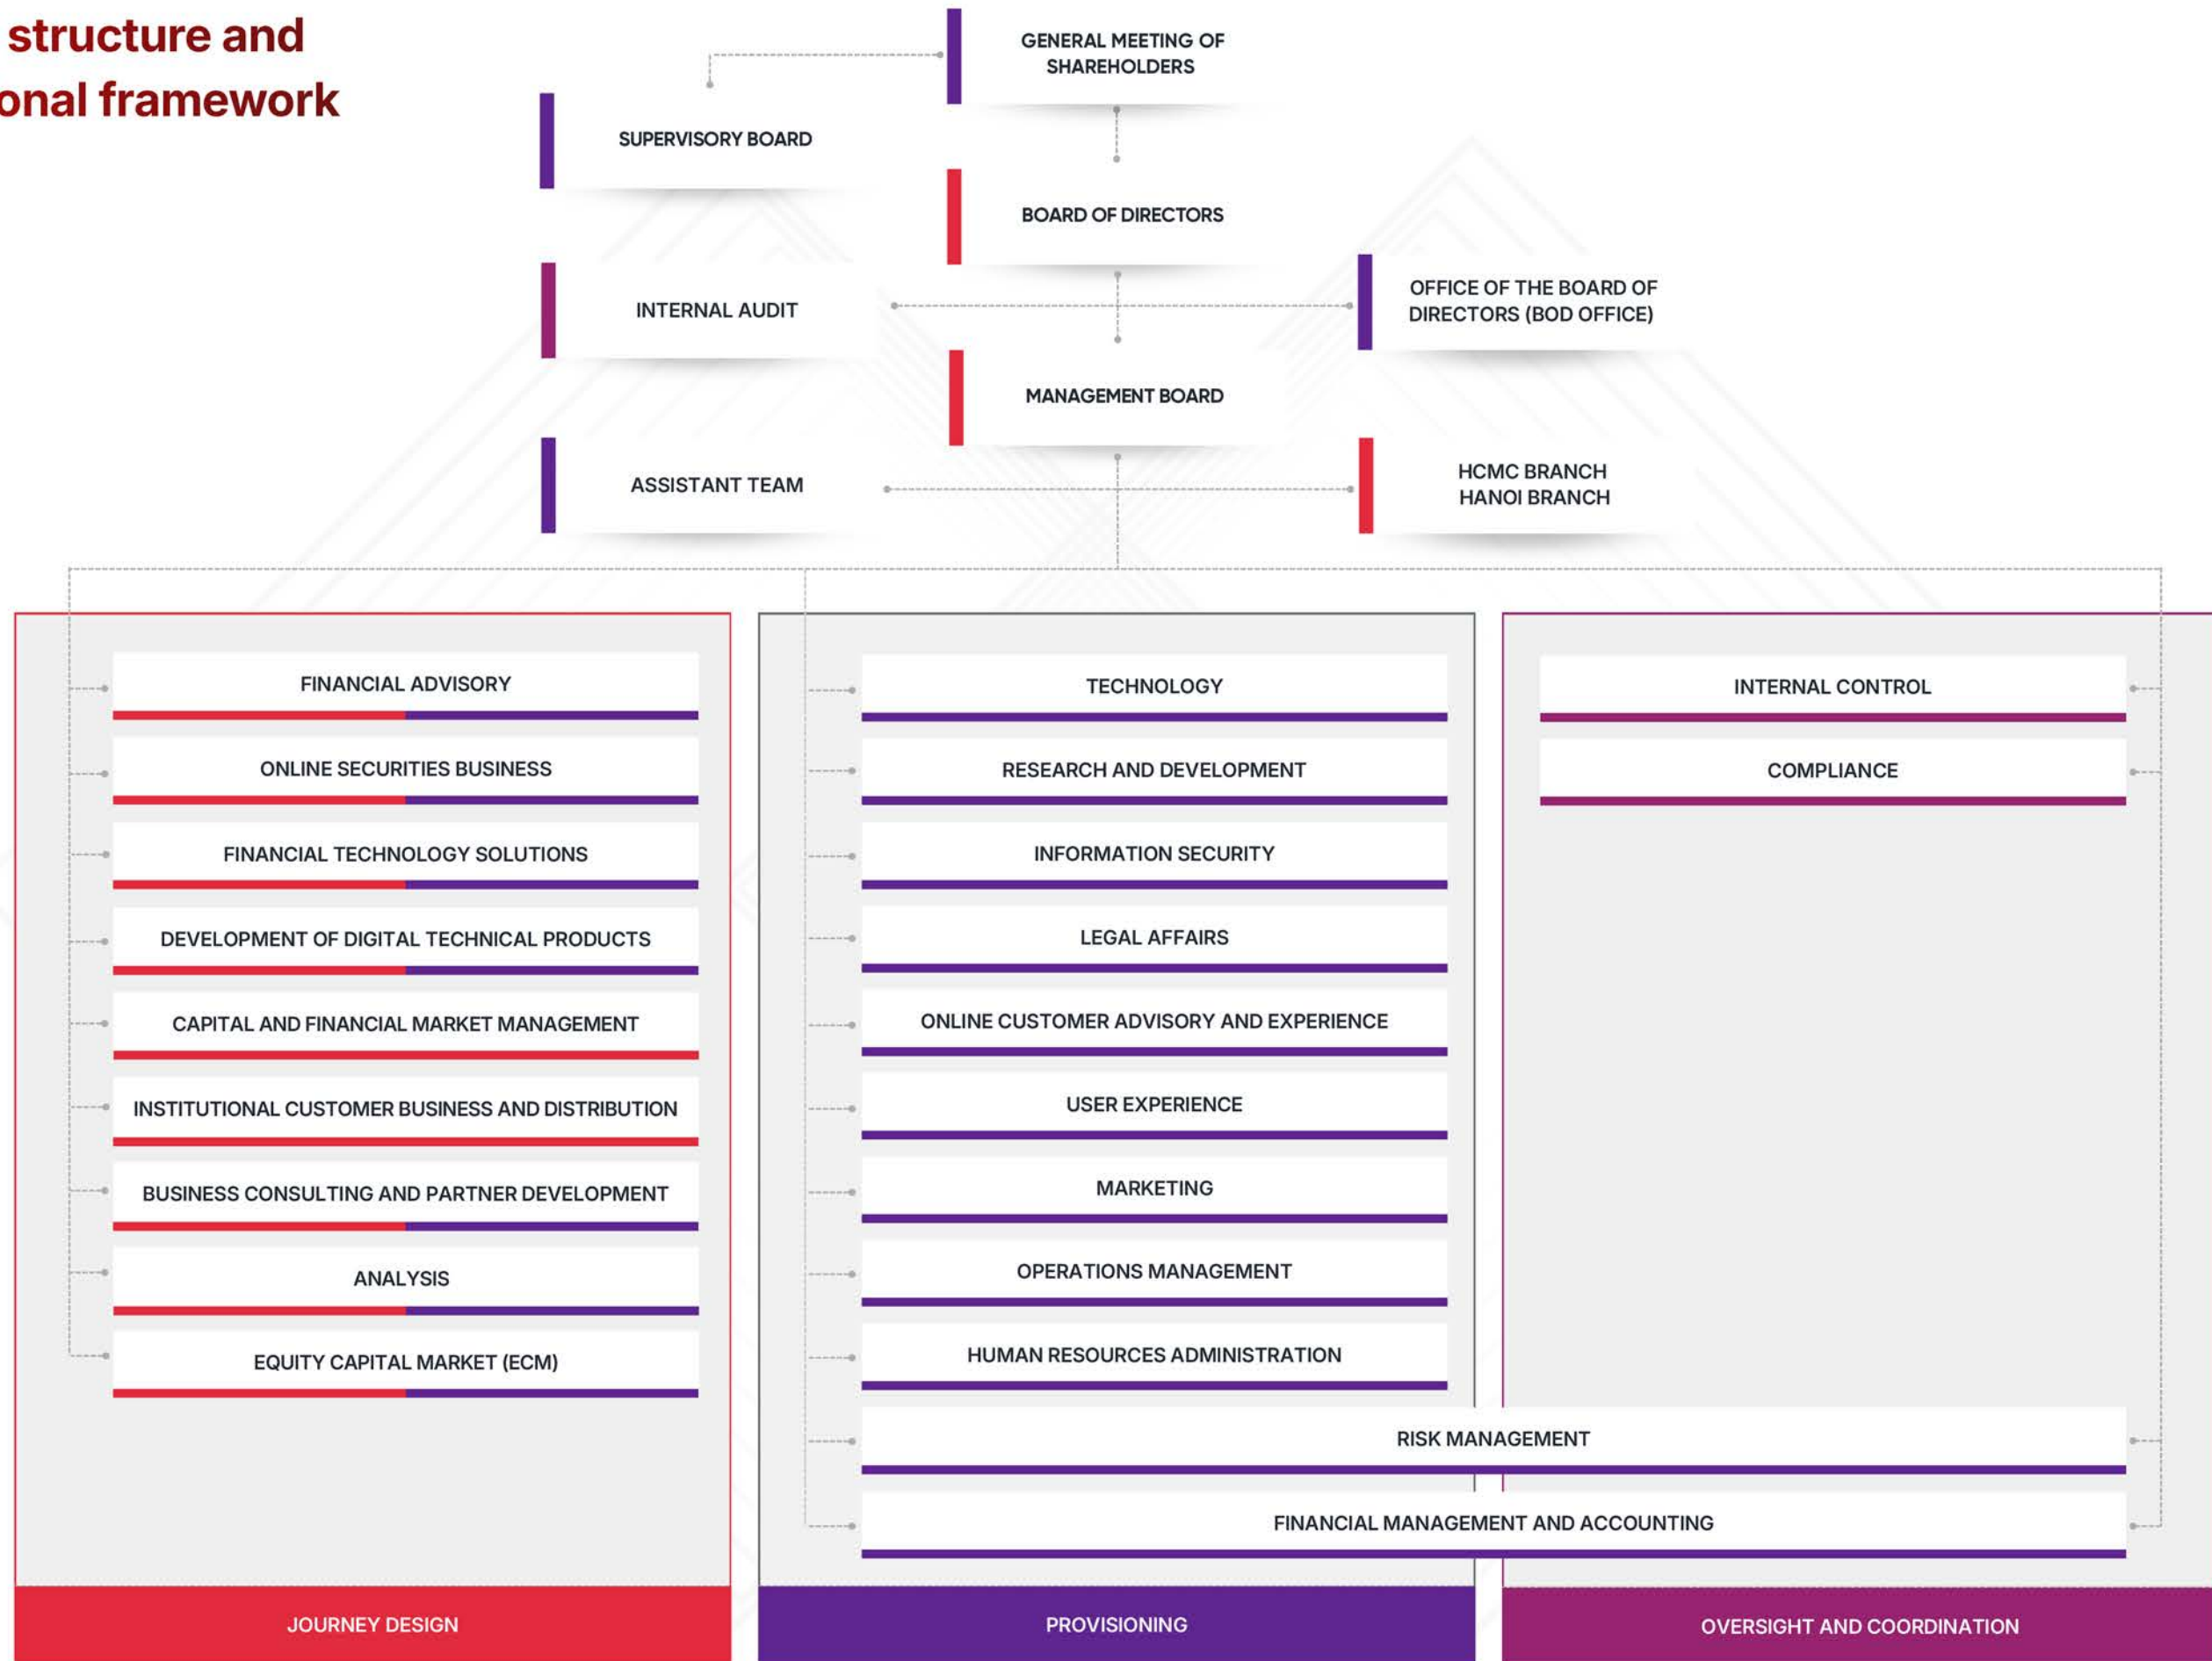 structure and
onal framework
GENERAL MEETING OF
SHAREHOLDERS
SUPERVISORY BOARD
BOARD OF DIRECTORS
INTERNAL AUDIT
OFFICE OF THE BOARD OF
DIRECTORS (BOD OFFICE)
MANAGEMENT BOARD
ASSISTANT TEAM
HCMC BRANCH
HANOI BRANCH
FINANCIAL ADVISORY
ONLINE SECURITIES BUSINESS
FINANCIAL TECHNOLOGY SOLUTIONS
DEVELOPMENT OF DIGITAL TECHNICAL PRODUCTS
CAPITAL AND FINANCIAL MARKET MANAGEMENT
INSTITUTIONAL CUSTOMER BUSINESS AND DISTRIBUTION
BUSINESS CONSULTING AND PARTNER DEVELOPMENT
ANALYSIS
EQUITY CAPITAL MARKET (ECM)
JOURNEY DESIGN
TECHNOLOGY
RESEARCH AND DEVELOPMENT
INFORMATION SECURITY
LEGAL AFFAIRS
ONLINE CUSTOMER ADVISORY AND EXPERIENCE
USER EXPERIENCE
MARKETING
OPERATIONS MANAGEMENT
HUMAN RESOURCES ADMINISTRATION
RISK MANAGEMENT
FINANCIAL MANAGEMENT AND ACCOUNTING
PROVISIONING
INTERNAL CONTROL
COMPLIANCE
OVERSIGHT AND COORDINATION